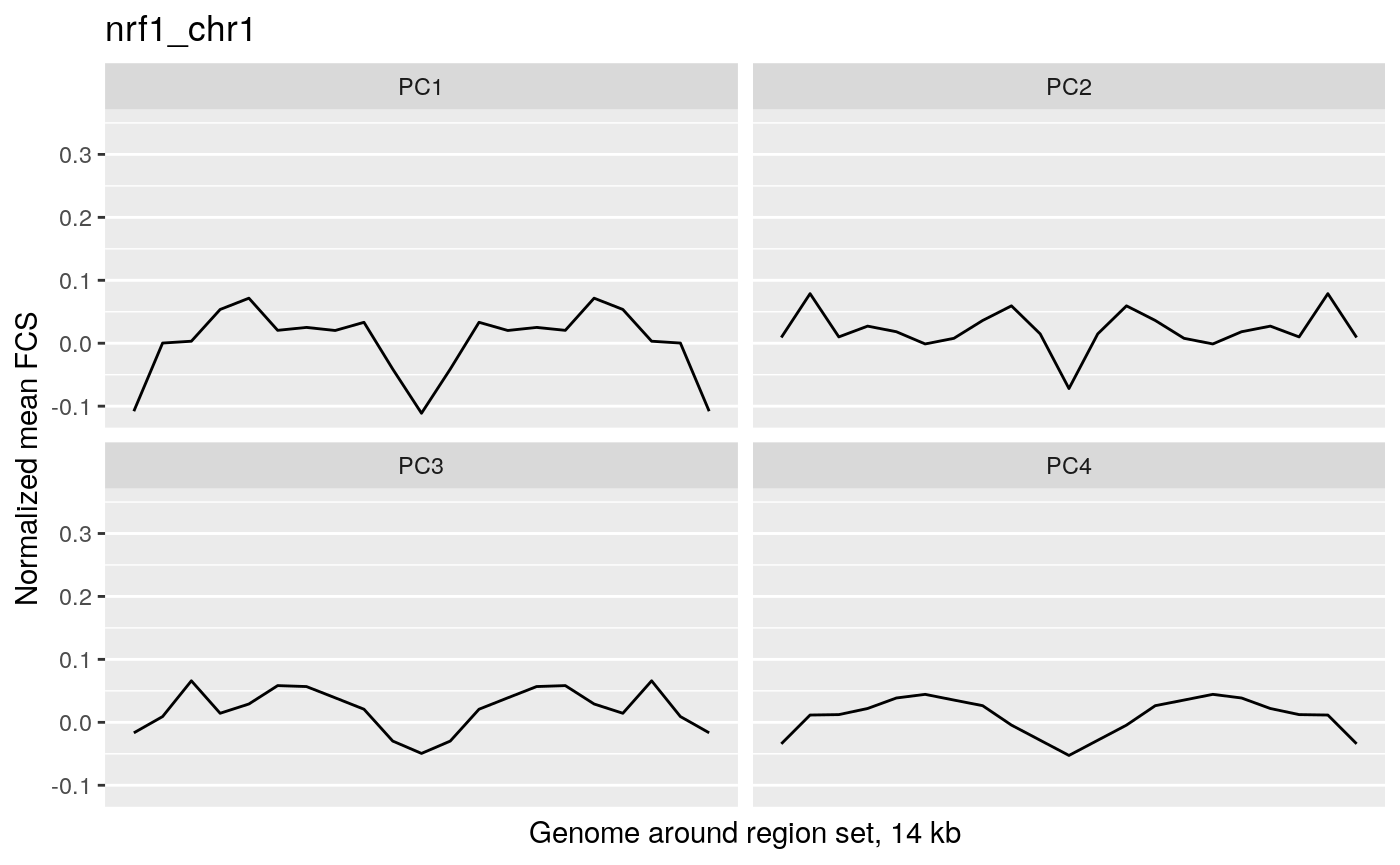 nrf1_chr1
PC1
PC2
0.3
0.2
0.1
0.0
-0.1
PC3
PC4
0.3
0.2
0.1
0.0
-0.1
Normalized mean FCS
Genome around region set, 14 kb